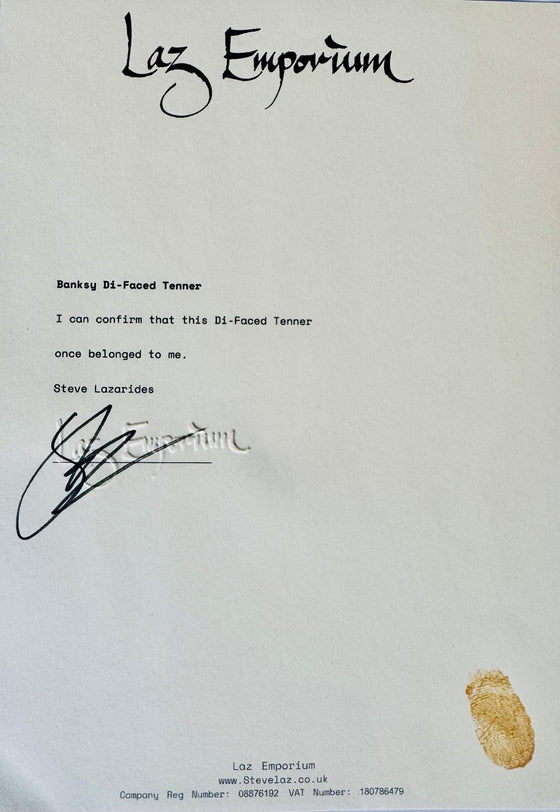 Laz Emporium
Banksy Di-Faced Tenner
I can confirm that this Di-Faced Tenner
once belonged to me.
Steve Lazarides
Laz Emporium
Laz Emporium
www.Stevelaz.co.uk
Company Reg Number: 08876192 VAT Number: 180786479